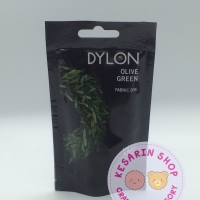 DYLON
OLIVE
GREEN
FABRIC DYE
KESARIN SHOP